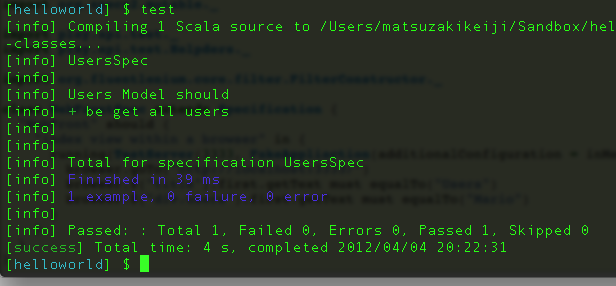 [helloworld] $ test
[info] Compiling 1 Scala source to /Users/matsuzakikeiji/Sandbox/hel
-classes...
[info] UsersSpec
[info]
[info] Users Model should
[info] + be get all users
[info]
[info]
[info] Total for specification UsersSpec
[info] Finished in 39 ms
[info] 1 example, 0 failure, 0 error
[info]
[info] Passed: : Total 1, Failed 0, Errors 0, Passed 1, Skipped 0
[success] Total time: 4 s, completed 2012/04/04 20:22:31
[helloworld] $